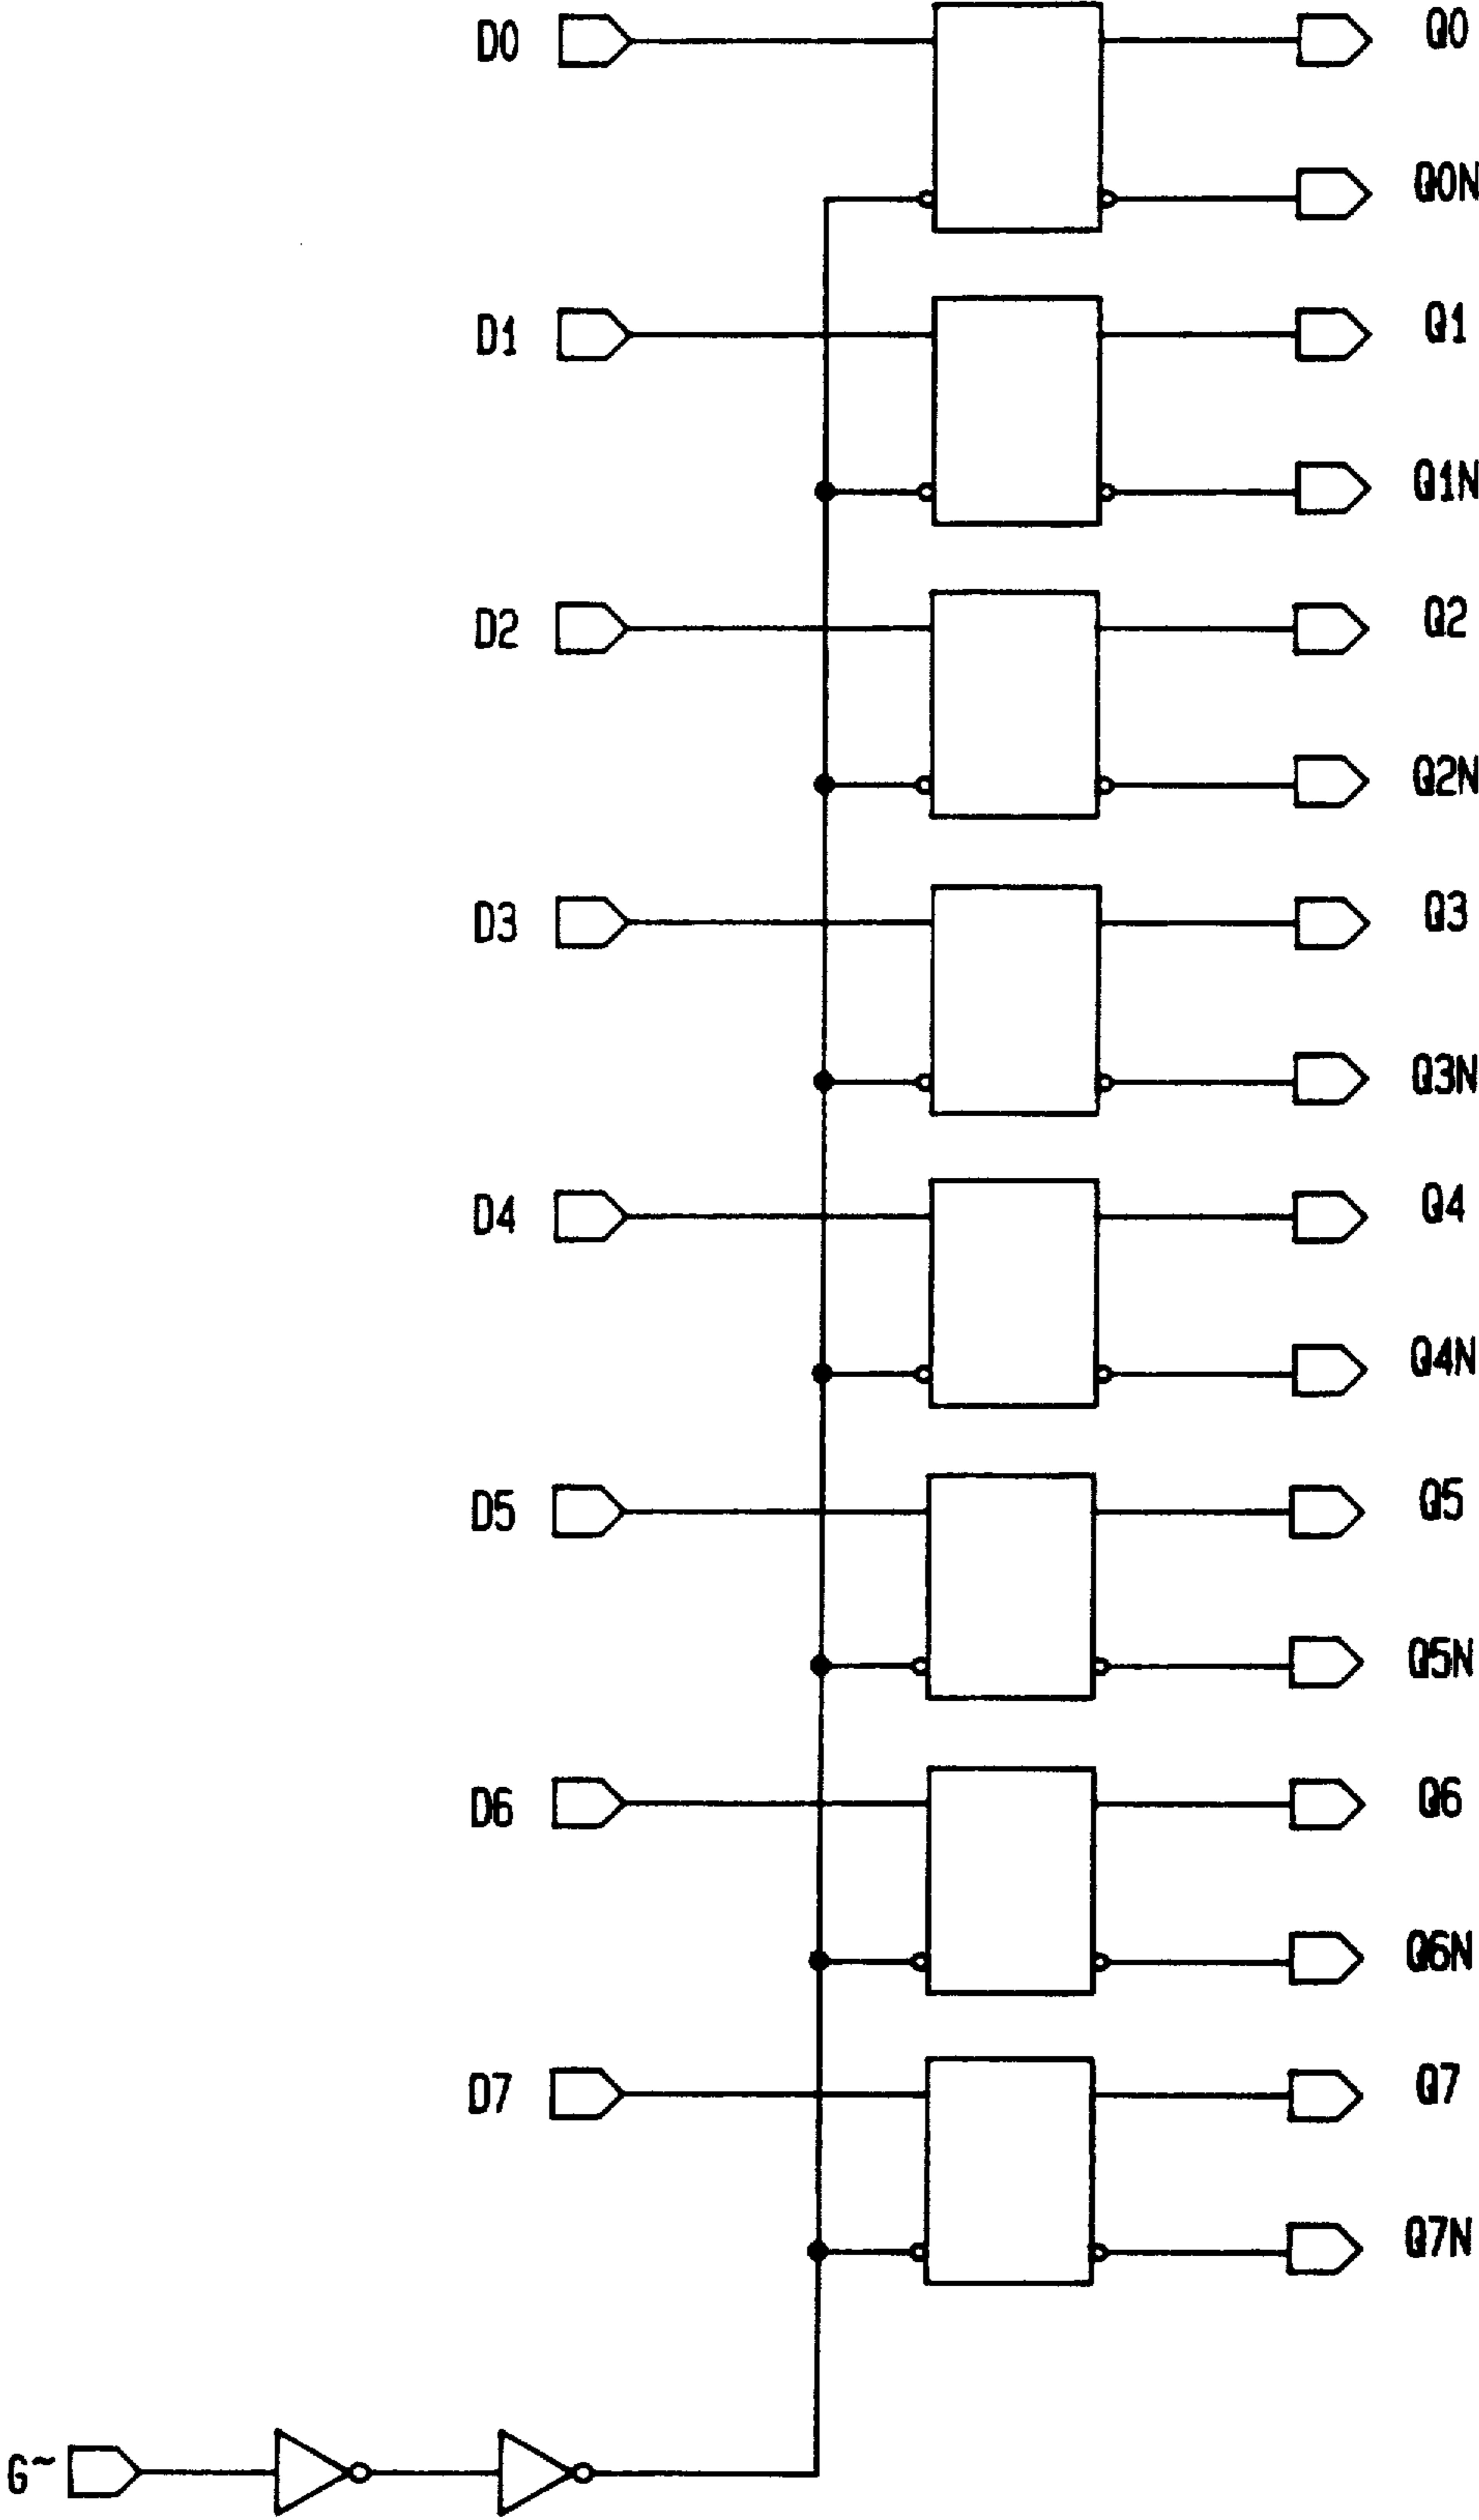 D0 Q0
Q0N
D1 Q1
Q1N
D2 Q2
Q2N
D3 Q3
Q3N
D4 Q4
Q4N
D5 Q5
Q5N
D6 Q6
Q6N
D7 Q7
Q7N
G~